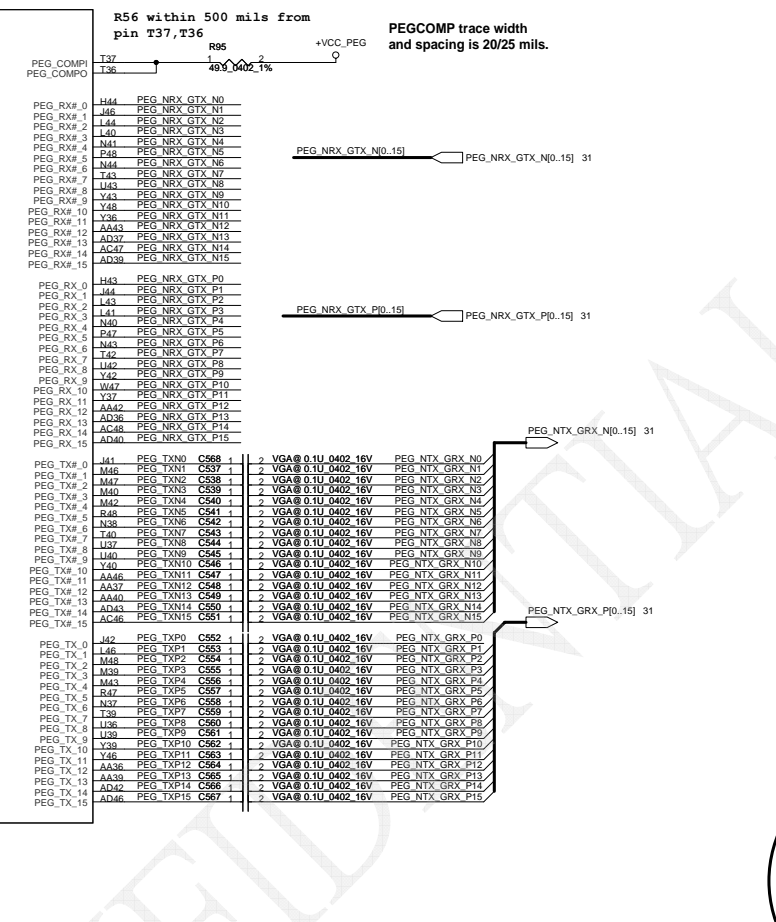 R56 within 500 mils from
pin T37,T36
PEGCOMP trace width
and spacing is 20/25 mils.
R95
+VCC_PEG
PEG_COMPI T37 1 2
PEG_COMPO T36 49.9_0402_1%
PEG_RX#_0 H44 PEG_NRX_GTX_N0
PEG_RX#_1 J46 PEG_NRX_GTX_N1
PEG_RX#_2 L44 PEG_NRX_GTX_N2
PEG_RX#_3 L40 PEG_NRX_GTX_N3
PEG_RX#_4 N41 PEG_NRX_GTX_N4
PEG_RX#_5 P48 PEG_NRX_GTX_N5
PEG_RX#_6 N44 PEG_NRX_GTX_N6
PEG_RX#_7 T43 PEG_NRX_GTX_N7
PEG_RX#_8 U43 PEG_NRX_GTX_N8
PEG_RX#_9 Y43 PEG_NRX_GTX_N9
PEG_RX#_10 Y48 PEG_NRX_GTX_N10
PEG_RX#_11 Y36 PEG_NRX_GTX_N11
PEG_RX#_12 AA43 PEG_NRX_GTX_N12
PEG_RX#_13 AD37 PEG_NRX_GTX_N13
PEG_RX#_14 AC47 PEG_NRX_GTX_N14
PEG_RX#_15 AD39 PEG_NRX_GTX_N15
PEG_NRX_GTX_N[0..15] PEG_NRX_GTX_N[0..15] 31
PEG_RX_0 H43 PEG_NRX_GTX_P0
PEG_RX_1 J44 PEG_NRX_GTX_P1
PEG_RX_2 L43 PEG_NRX_GTX_P2
PEG_RX_3 L41 PEG_NRX_GTX_P3
PEG_RX_4 N40 PEG_NRX_GTX_P4
PEG_RX_5 P47 PEG_NRX_GTX_P5
PEG_RX_6 N43 PEG_NRX_GTX_P6
PEG_RX_7 T42 PEG_NRX_GTX_P7
PEG_RX_8 U42 PEG_NRX_GTX_P8
PEG_RX_9 Y42 PEG_NRX_GTX_P9
PEG_RX_10 W47 PEG_NRX_GTX_P10
PEG_RX_11 Y37 PEG_NRX_GTX_P11
PEG_RX_12 AA42 PEG_NRX_GTX_P12
PEG_RX_13 AD36 PEG_NRX_GTX_P13
PEG_RX_14 AC48 PEG_NRX_GTX_P14
PEG_RX_15 AD40 PEG_NRX_GTX_P15
PEG_NRX_GTX_P[0..15] PEG_NRX_GTX_P[0..15] 31
PEG_NTX_GRX_N[0..15] 31
PEG_TX#_0 J41 PEG_TXN0 C568 1 2 VGA@ 0.1U_0402_16V PEG_NTX_GRX_N0
PEG_TX#_1 M46 PEG_TXN1 C537 1 2 VGA@ 0.1U_0402_16V PEG_NTX_GRX_N1
PEG_TX#_2 M47 PEG_TXN2 C538 1 2 VGA@ 0.1U_0402_16V PEG_NTX_GRX_N2
PEG_TX#_3 M40 PEG_TXN3 C539 1 2 VGA@ 0.1U_0402_16V PEG_NTX_GRX_N3
PEG_TX#_4 M42 PEG_TXN4 C540 1 2 VGA@ 0.1U_0402_16V PEG_NTX_GRX_N4
PEG_TX#_5 R48 PEG_TXN5 C541 1 2 VGA@ 0.1U_0402_16V PEG_NTX_GRX_N5
PEG_TX#_6 N38 PEG_TXN6 C542 1 2 VGA@ 0.1U_0402_16V PEG_NTX_GRX_N6
PEG_TX#_7 T40 PEG_TXN7 C543 1 2 VGA@ 0.1U_0402_16V PEG_NTX_GRX_N7
PEG_TX#_8 U37 PEG_TXN8 C544 1 2 VGA@ 0.1U_0402_16V PEG_NTX_GRX_N8
PEG_TX#_9 U40 PEG_TXN9 C545 1 2 VGA@ 0.1U_0402_16V PEG_NTX_GRX_N9
PEG_TX#_10 Y40 PEG_TXN10 C546 1 2 VGA@ 0.1U_0402_16V PEG_NTX_GRX_N10
PEG_TX#_11 AA46 PEG_TXN11 C547 1 2 VGA@ 0.1U_0402_16V PEG_NTX_GRX_N11
PEG_TX#_12 AA37 PEG_TXN12 C548 1 2 VGA@ 0.1U_0402_16V PEG_NTX_GRX_N12
PEG_TX#_13 AA40 PEG_TXN13 C549 1 2 VGA@ 0.1U_0402_16V PEG_NTX_GRX_N13
PEG_TX#_14 AD43 PEG_TXN14 C550 1 2 VGA@ 0.1U_0402_16V PEG_NTX_GRX_N14
PEG_TX#_15 AC46 PEG_TXN15 C551 1 2 VGA@ 0.1U_0402_16V PEG_NTX_GRX_N15
PEG_NTX_GRX_P[0..15] 31
PEG_TX_0 J42 PEG_TXP0 C552 1 2 VGA@ 0.1U_0402_16V PEG_NTX_GRX_P0
PEG_TX_1 L46 PEG_TXP1 C553 1 2 VGA@ 0.1U_0402_16V PEG_NTX_GRX_P1
PEG_TX_2 M48 PEG_TXP2 C554 1 2 VGA@ 0.1U_0402_16V PEG_NTX_GRX_P2
PEG_TX_3 M39 PEG_TXP3 C555 1 2 VGA@ 0.1U_0402_16V PEG_NTX_GRX_P3
PEG_TX_4 M43 PEG_TXP4 C556 1 2 VGA@ 0.1U_0402_16V PEG_NTX_GRX_P4
PEG_TX_5 R47 PEG_TXP5 C557 1 2 VGA@ 0.1U_0402_16V PEG_NTX_GRX_P5
PEG_TX_6 N37 PEG_TXP6 C558 1 2 VGA@ 0.1U_0402_16V PEG_NTX_GRX_P6
PEG_TX_7 T39 PEG_TXP7 C559 1 2 VGA@ 0.1U_0402_16V PEG_NTX_GRX_P7
PEG_TX_8 U36 PEG_TXP8 C560 1 2 VGA@ 0.1U_0402_16V PEG_NTX_GRX_P8
PEG_TX_9 U39 PEG_TXP9 C561 1 2 VGA@ 0.1U_0402_16V PEG_NTX_GRX_P9
PEG_TX_10 Y39 PEG_TXP10 C562 1 2 VGA@ 0.1U_0402_16V PEG_NTX_GRX_P10
PEG_TX_11 Y46 PEG_TXP11 C563 1 2 VGA@ 0.1U_0402_16V PEG_NTX_GRX_P11
PEG_TX_12 AA36 PEG_TXP12 C564 1 2 VGA@ 0.1U_0402_16V PEG_NTX_GRX_P12
PEG_TX_13 AA39 PEG_TXP13 C565 1 2 VGA@ 0.1U_0402_16V PEG_NTX_GRX_P13
PEG_TX_14 AD42 PEG_TXP14 C566 1 2 VGA@ 0.1U_0402_16V PEG_NTX_GRX_P14
PEG_TX_15 AD46 PEG_TXP15 C567 1 2 VGA@ 0.1U_0402_16V PEG_NTX_GRX_P15